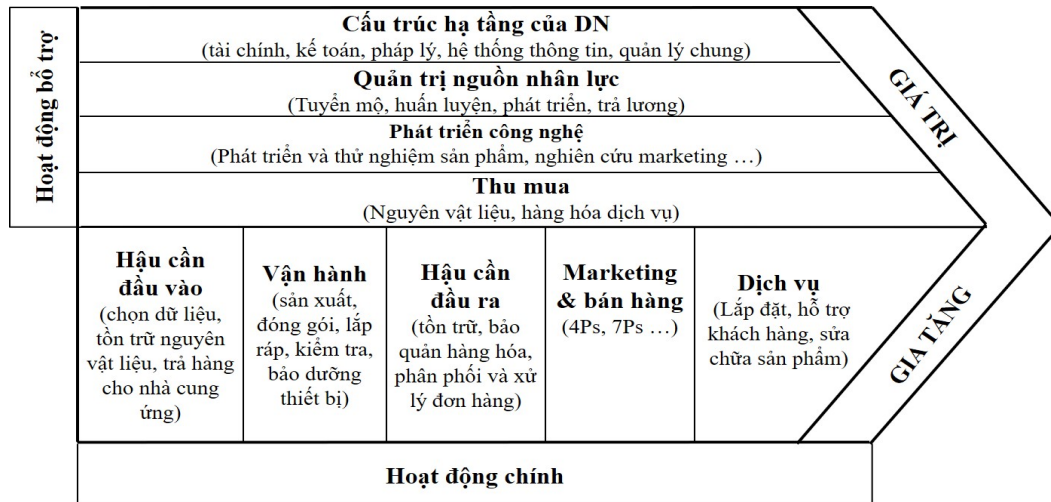 Hoạt động bổ trợ
Cấu trúc hạ tầng của DN
(tài chính, kế toán, pháp lý, hệ thống thông tin, quản lý chung)
Quản trị nguồn nhân lực
(Tuyển mộ, huấn luyện, phát triển, trả lương)
Phát triển công nghệ
(Phát triển và thử nghiệm sản phẩm, nghiên cứu marketing …)
Thu mua
(Nguyên vật liệu, hàng hóa dịch vụ)
GIÁ TRỊ
Hậu cần
đầu vào
(chọn dữ liệu,
tồn trữ nguyên
vật liệu, trả hàng
cho nhà cung
ứng)
Vận hành
(sản xuất,
đóng gói, lắp
ráp, kiểm tra,
bảo dưỡng
thiết bị)
Hậu cần
đầu ra
(tồn trữ, bảo
quản hàng hóa,
phân phối và xử
lý đơn hàng)
Marketing
& bán hàng
(4Ps, 7Ps …)
Dịch vụ
(Lắp đặt, hỗ trợ
khách hàng, sửa
chữa sản phẩm)
GIA TĂNG
Hoạt động chính